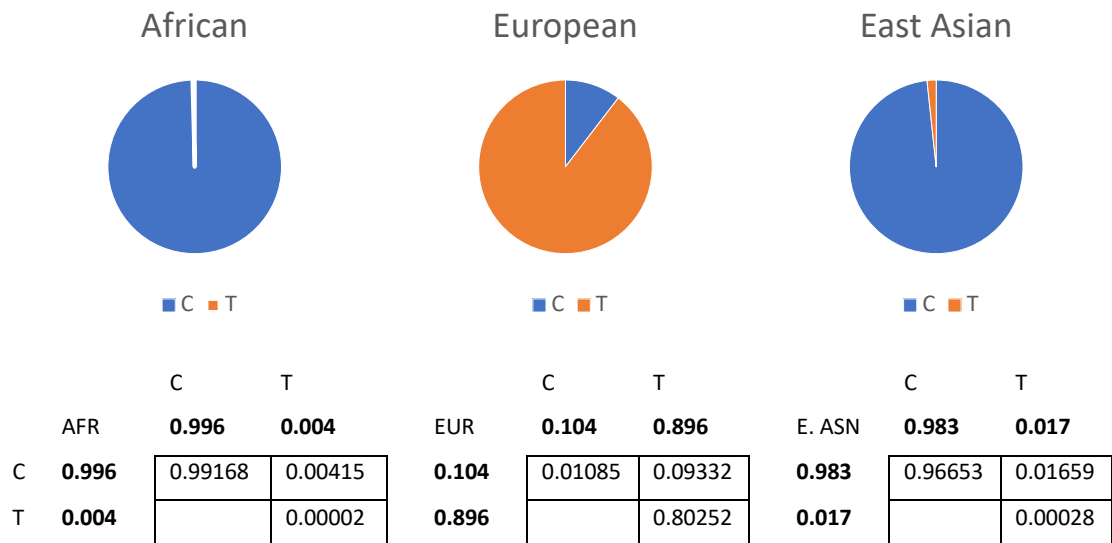 African European East Asian
C T C T C T
C T C T C T
AFR 0.996 0.004 EUR 0.104 0.896 E. ASN 0.983 0.017
C 0.996 0.99168 0.00415 0.104 0.01085 0.09332 0.983 0.96653 0.01659
T 0.004 0.00002 0.896 0.80252 0.017 0.00028